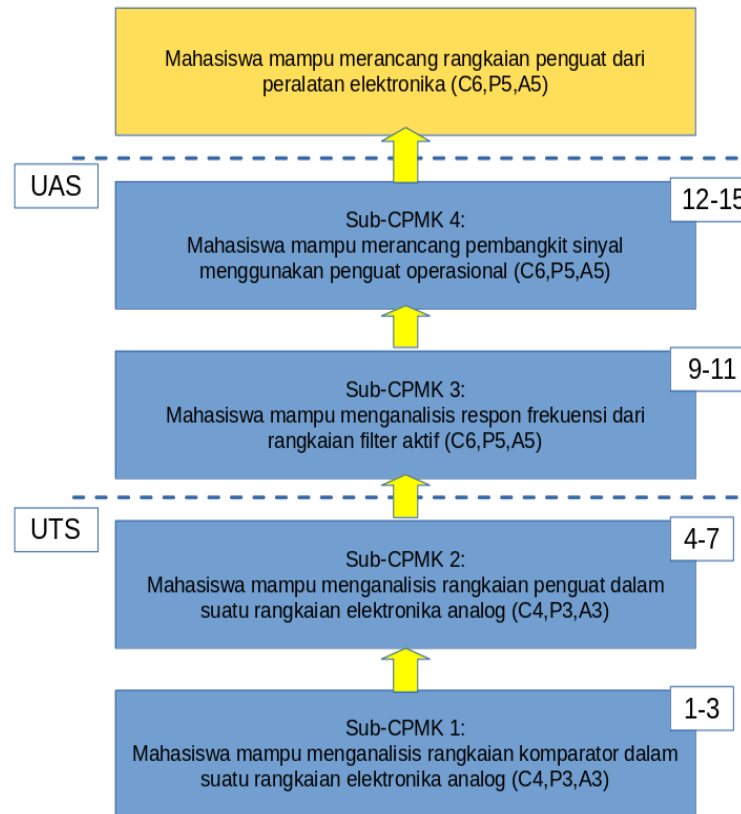 Mahasiswa mampu merancang rangkaian penguat dari
peralatan elektronika (C6,P5,A5)
UAS
12-15
Sub-CPMK 4:
Mahasiswa mampu merancang pembangkit sinyal
menggunakan penguat operasional (C6,P5,A5)
9-11
Sub-CPMK 3:
Mahasiswa mampu menganalisis respon frekuensi dari
rangkaian filter aktif (C6,P5,A5)
UTS
4-7
Sub-CPMK 2:
Mahasiswa mampu menganalisis rangkaian penguat dalam
suatu rangkaian elektronika analog (C4,P3,A3)
1-3
Sub-CPMK 1:
Mahasiswa mampu menganalisis rangkaian komparator dalam
suatu rangkaian elektronika analog (C4,P3,A3)